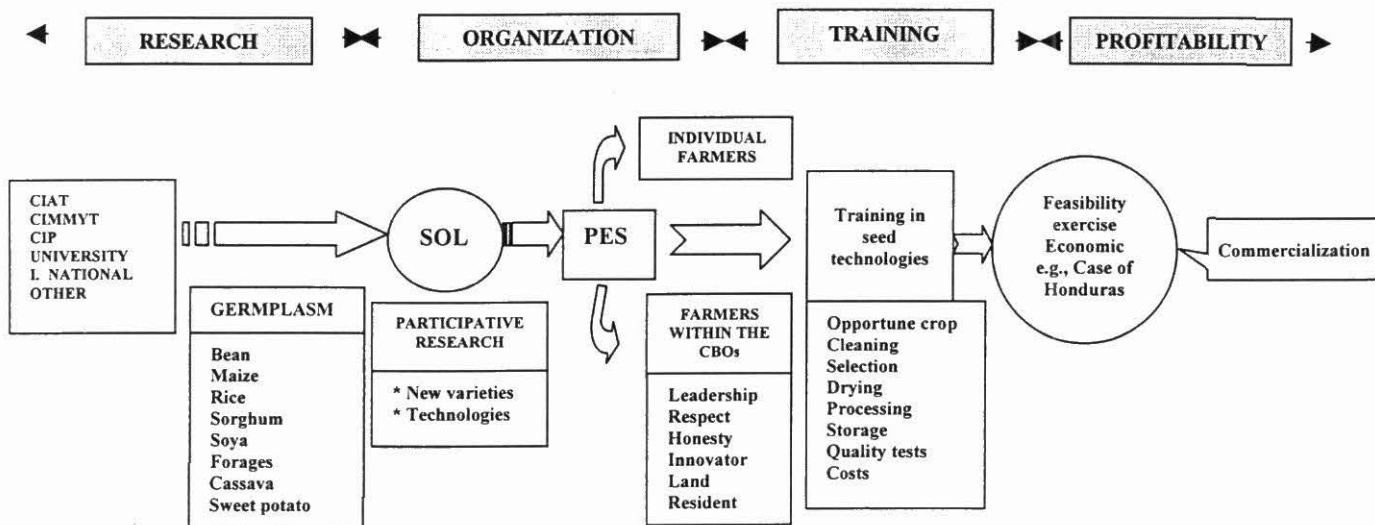 RESEARCH
ORGANIZATION
TRAINING
PROFITABILITY
CIAT
CIMMYT
CIP
UNIVERSITY
I. NATIONAL
OTHER
GERMPLASM
Bean
Maize
Rice
Sorghum
Soya
Forages
Cassava
Sweet potato
SOL
PARTICIPATIVE
RESEARCH
* New varieties
* Technologies
PES
INDIVIDUAL
FARMERS
FARMERS
WITHIN THE
CBOs
Leadership
Respect
Honesty
Innovator
Land
Resident
Training in
seed
technologies
Opportune crop
Cleaning
Selection
Drying
Processing
Storage
Quality tests
Costs
Feasibility
exercise
Economic
e.g., Case of
Honduras
Commercialization